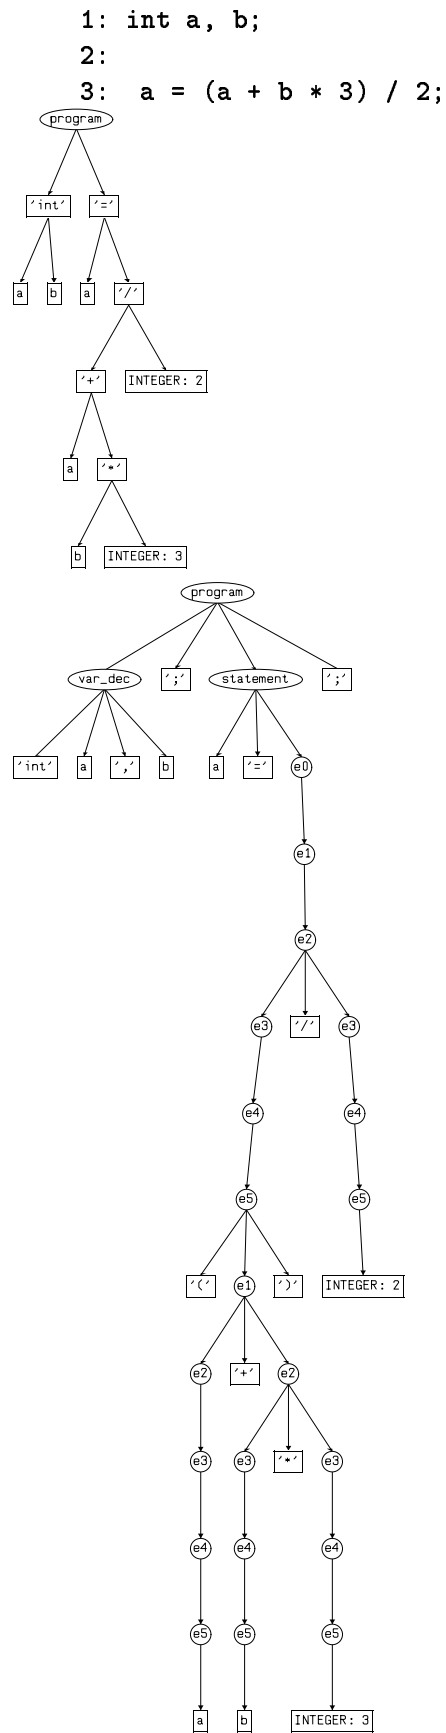 1: int a, b;
2:
3: a = (a + b * 3) / 2;
program
'int' '='
a b a '/'
'+' INTEGER: 2
a '*'
b INTEGER: 3
program
var_dec ';' statement ';'
'int' a ',' b a '=' e0
e1
e2
e3 '/' e3
e4 e4
e5 e5
'(' e1 ')' INTEGER: 2
e2 '+' e2
e3 e3 '*' e3
e4 e4 e4
e5 e5 e5
a b INTEGER: 3